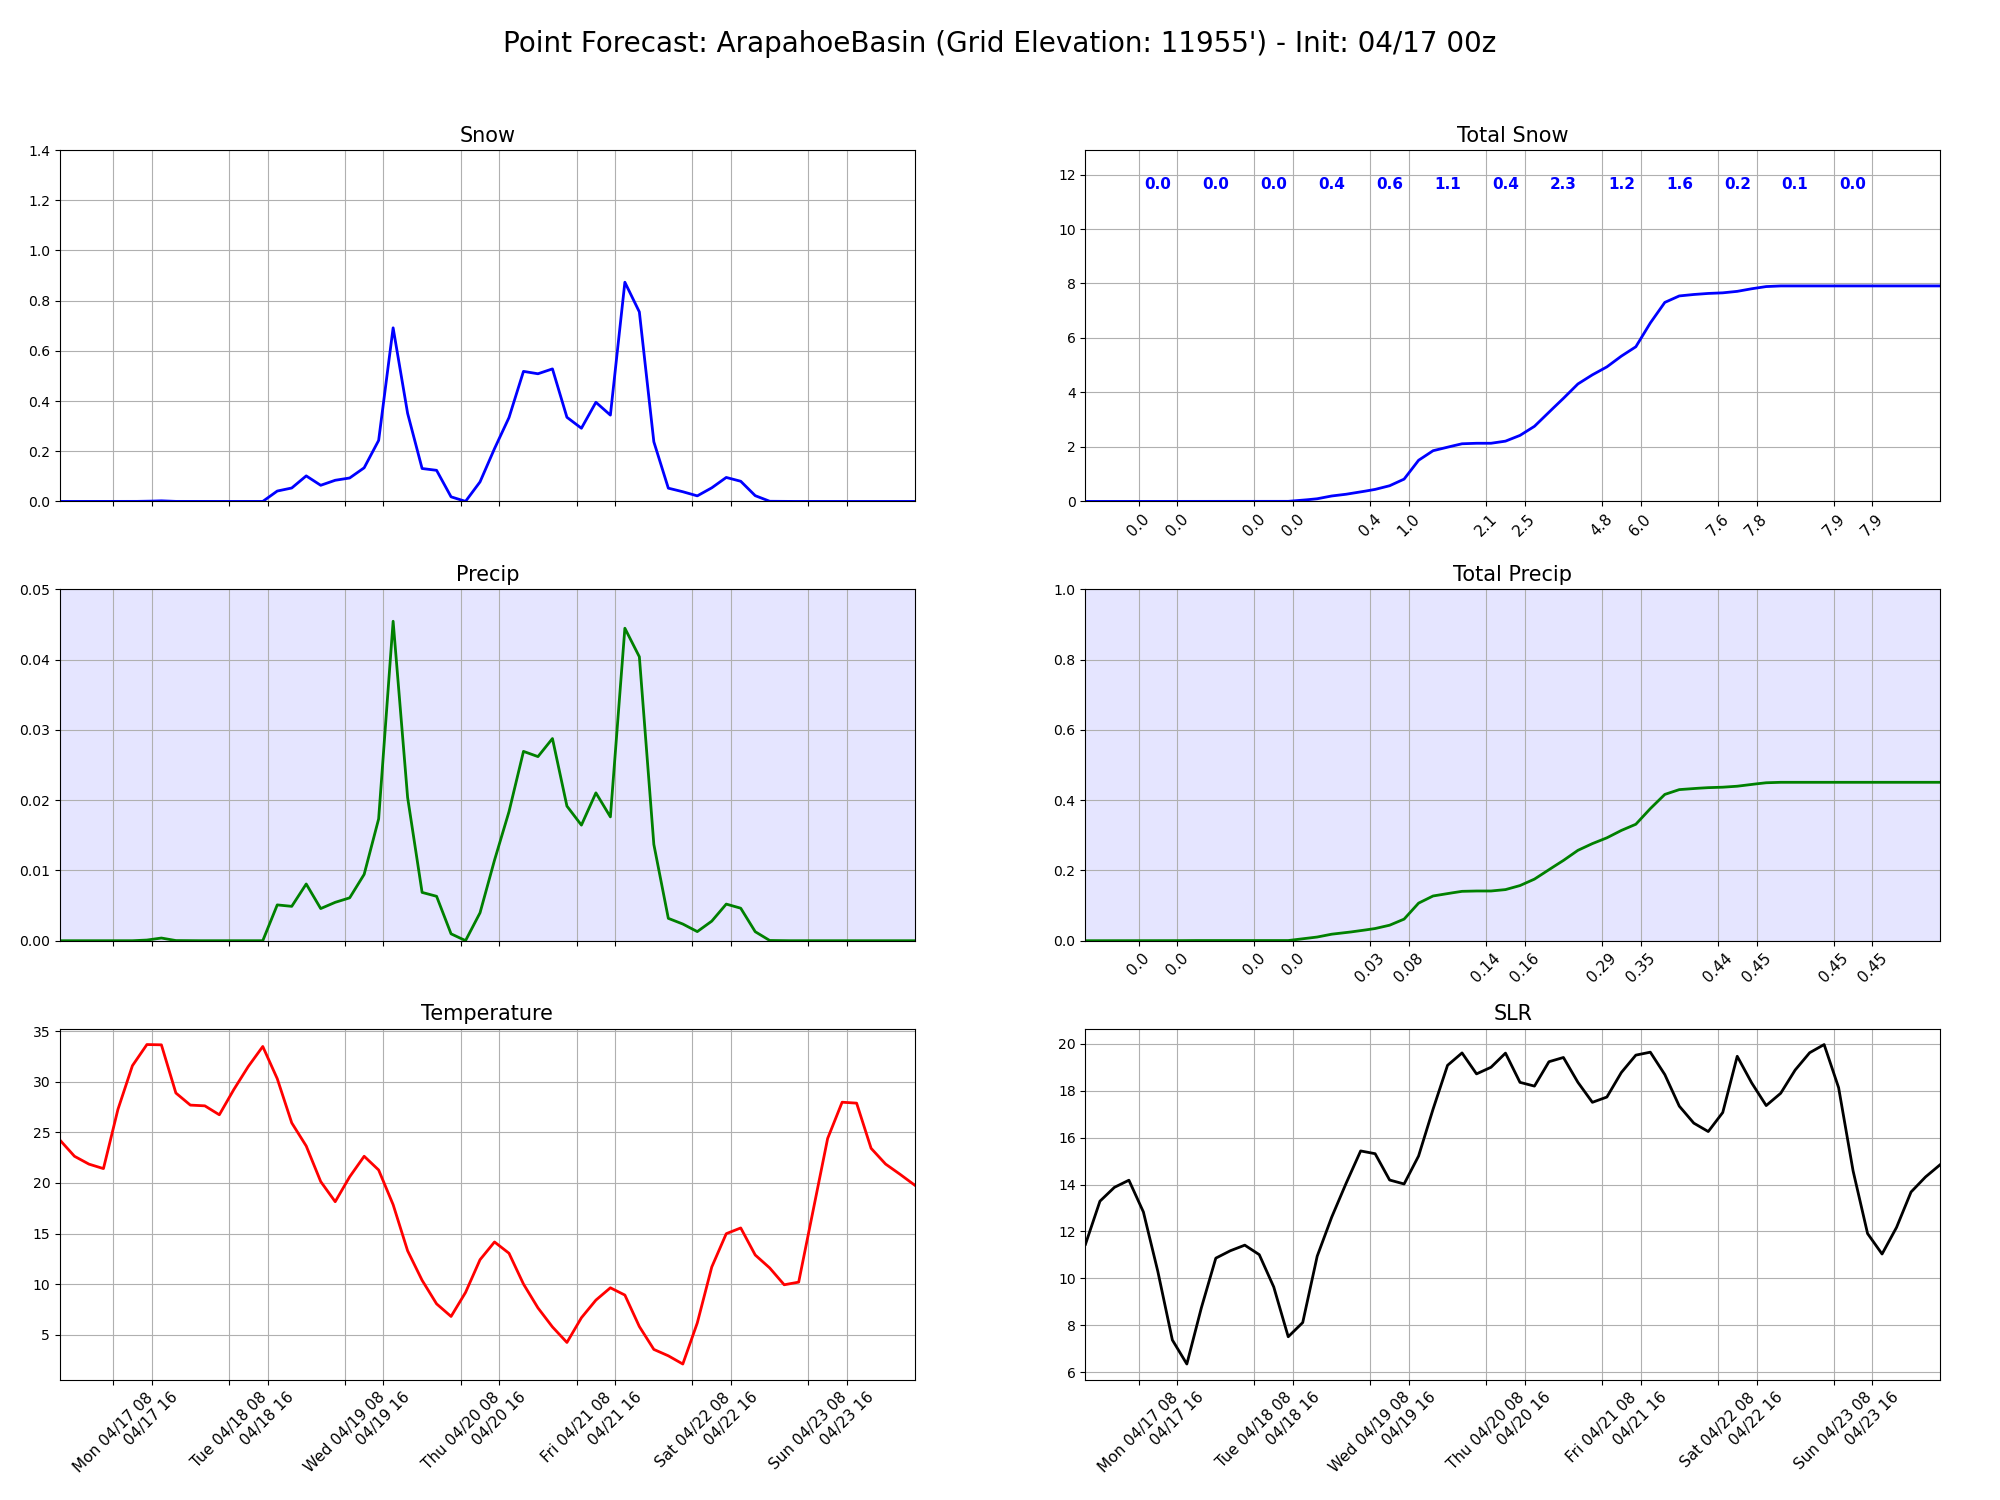 Point Forecast: ArapahoeBasin (Grid Elevation: 11955') - Init: 04/17 00z
Snow
1.4
1.2
1.0
0.8
0.6
0.4
0.2
0.0
Total Snow
12
10
8
6
4
2
0
0.0 0.0 0.0 0.4 0.6 1.1 0.4 2.3 1.2 1.6 0.2 0.1 0.0
0.0 0.0 0.0 0.0 0.4 1.0 2.1 2.5 4.8 6.0 7.6 7.8 7.9 7.9
Precip
0.05
0.04
0.03
0.02
0.01
0.00
Total Precip
1.0
0.8
0.6
0.4
0.2
0.0
0.0 0.0 0.0 0.0 0.03 0.08 0.14 0.16 0.29 0.35 0.44 0.45 0.45 0.45
Temperature
35
30
25
20
15
10
5
Mon 04/17 08
04/17 16
Tue 04/18 08
04/18 16
Wed 04/19 08
04/19 16
Thu 04/20 08
04/20 16
Fri 04/21 08
04/21 16
Sat 04/22 08
04/22 16
Sun 04/23 08
04/23 16
SLR
20
18
16
14
12
10
8
6
Mon 04/17 08
04/17 16
Tue 04/18 08
04/18 16
Wed 04/19 08
04/19 16
Thu 04/20 08
04/20 16
Fri 04/21 08
04/21 16
Sat 04/22 08
04/22 16
Sun 04/23 08
04/23 16